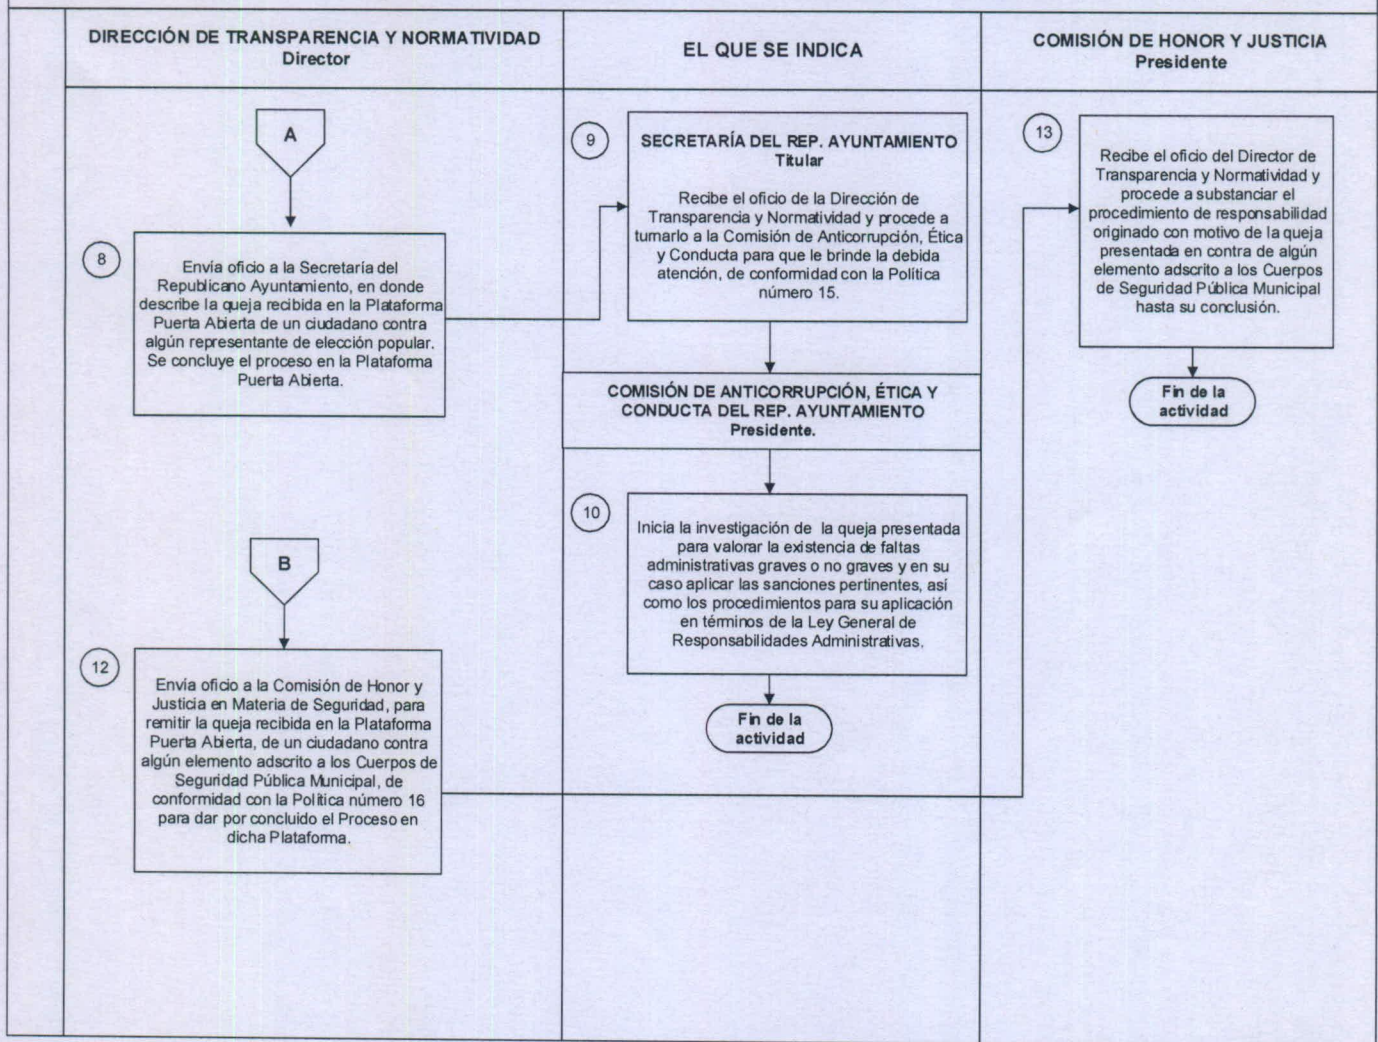 DIRECCIÓN DE TRANSPARENCIA Y NORMATIVIDAD
Director
EL QUE SE INDICA
COMISIÓN DE HONOR Y JUSTICIA
Presidente
A
8
Envía oficio a la Secretaría del
Republicano Ayuntamiento, en donde
describe la queja recibida en la Plataforma
Puerta Abierta de un ciudadano contra
algún representante de elección popular.
Se concluye el proceso en la Plataforma
Puerta Abierta.
B
12
Envía oficio a la Comisión de Honor y
Justicia en Materia de Seguridad, para
remitir la queja recibida en la Plataforma
Puerta Abierta, de un ciudadano contra
algún elemento adscrito a los Cuerpos de
Seguridad Pública Municipal, de
conformidad con la Política número 16
para dar por concluido el Proceso en
dicha Plataforma.
9
SECRETARÍA DEL REP. AYUNTAMIENTO
Titular
Recibe el oficio de la Dirección de
Transparencia y Normatividad y procede a
turnarlo a la Comisión de Anticorrupción, Ética
y Conducta para que le brinde la debida
atención, de conformidad con la Política
número 15.
COMISIÓN DE ANTICORRUPCIÓN, ÉTICA Y
CONDUCTA DEL REP. AYUNTAMIENTO
Presidente.
10
Inicia la investigación de la queja presentada
para valorar la existencia de faltas
administrativas graves o no graves y en su
caso aplicar las sanciones pertinentes, así
como los procedimientos para su aplicación
en términos de la Ley General de
Responsabilidades Administrativas.
Fin de la
actividad
13
Recibe el oficio del Director de
Transparencia y Normatividad y
procede a substanciar el
procedimiento de responsabilidad
originado con motivo de la queja
presentada en contra de algún
elemento adscrito a los Cuerpos
de Seguridad Pública Municipal
hasta su conclusión.
Fin de la
actividad